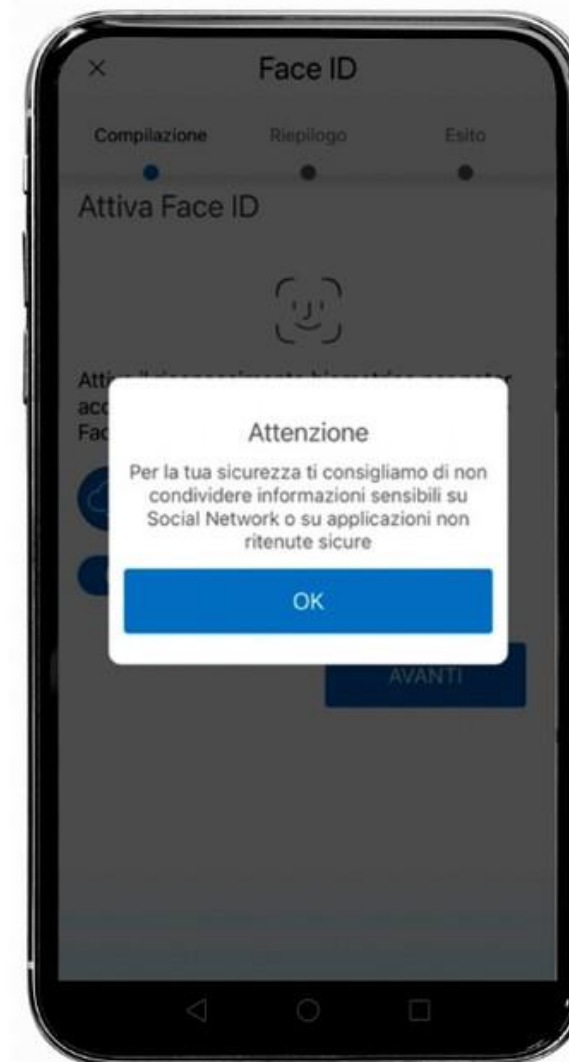 Face ID
Compilazione Riepilogo Esito
Attiva Face ID
Attenzione
Per la tua sicurezza ti consigliamo di non
condividere informazioni sensibili su
Social Network o su applicazioni non
ritenute sicure
OK
AVANTI